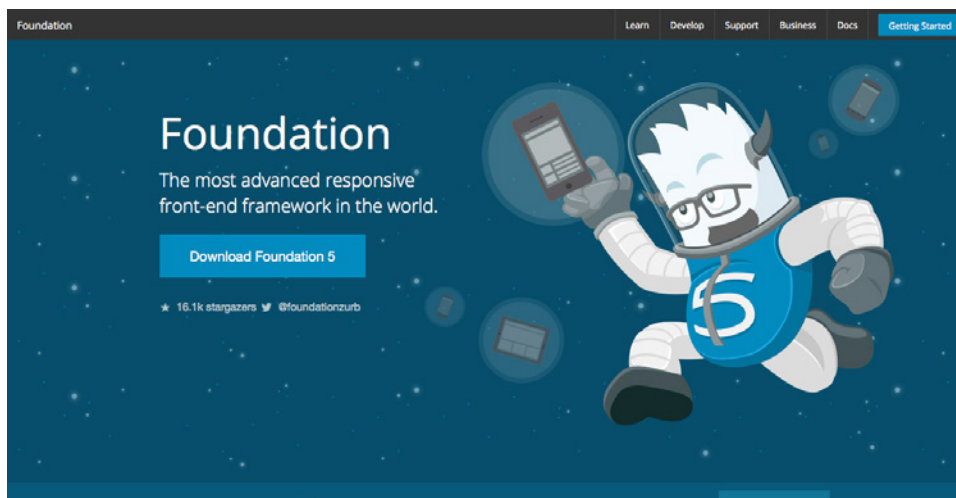 Foundation
Learn Develop Support Business Docs Getting Started
Foundation
The most advanced responsive
front-end framework in the world.
Download Foundation 5
★ 16.1k stargazers @foundationzurb
5